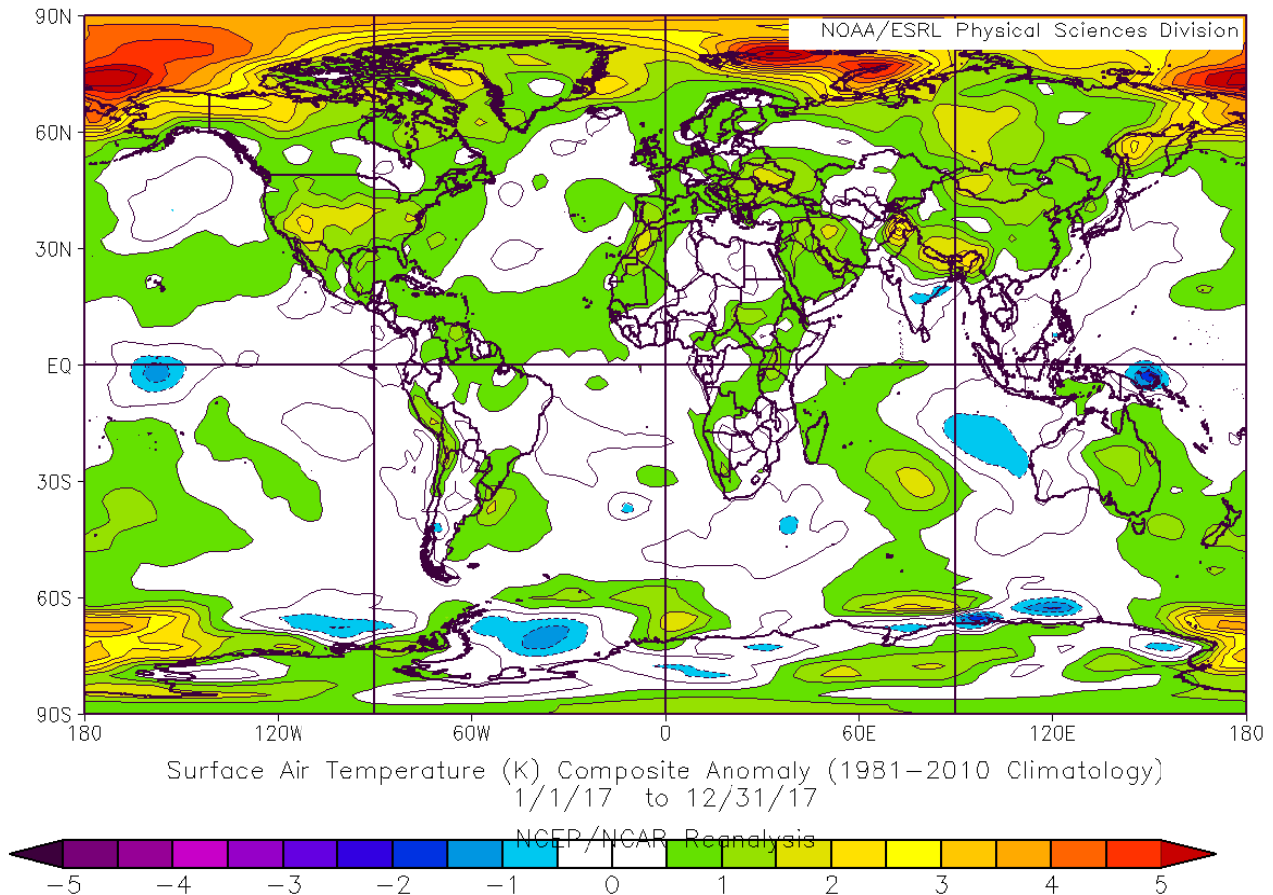 90N
NOAA/ESRL Physical Sciences Division
60N
30N
EQ
30S
60S
90S
180 120W 60W 0 60E 120E 180
Surface Air Temperature (K) Composite Anomaly (1981−2010 Climatology)
1/1/17 to 12/31/17
NCEP/NCAR Reanalysis
−5 −4 −3 −2 −1 0 1 2 3 4 5